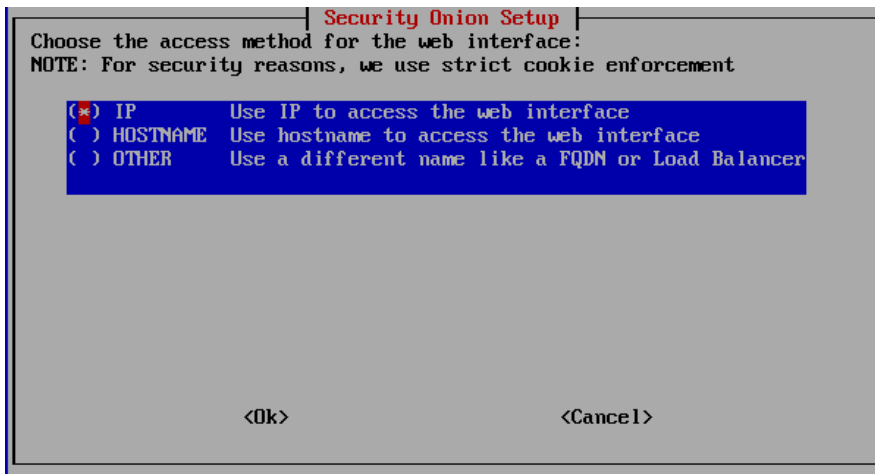 Security Onion Setup
Choose the access method for the web interface:
NOTE: For security reasons, we use strict cookie enforcement
(*) IP Use IP to access the web interface
( ) HOSTNAME Use hostname to access the web interface
( ) OTHER Use a different name like a FQDN or Load Balancer
<Ok> <Cancel>